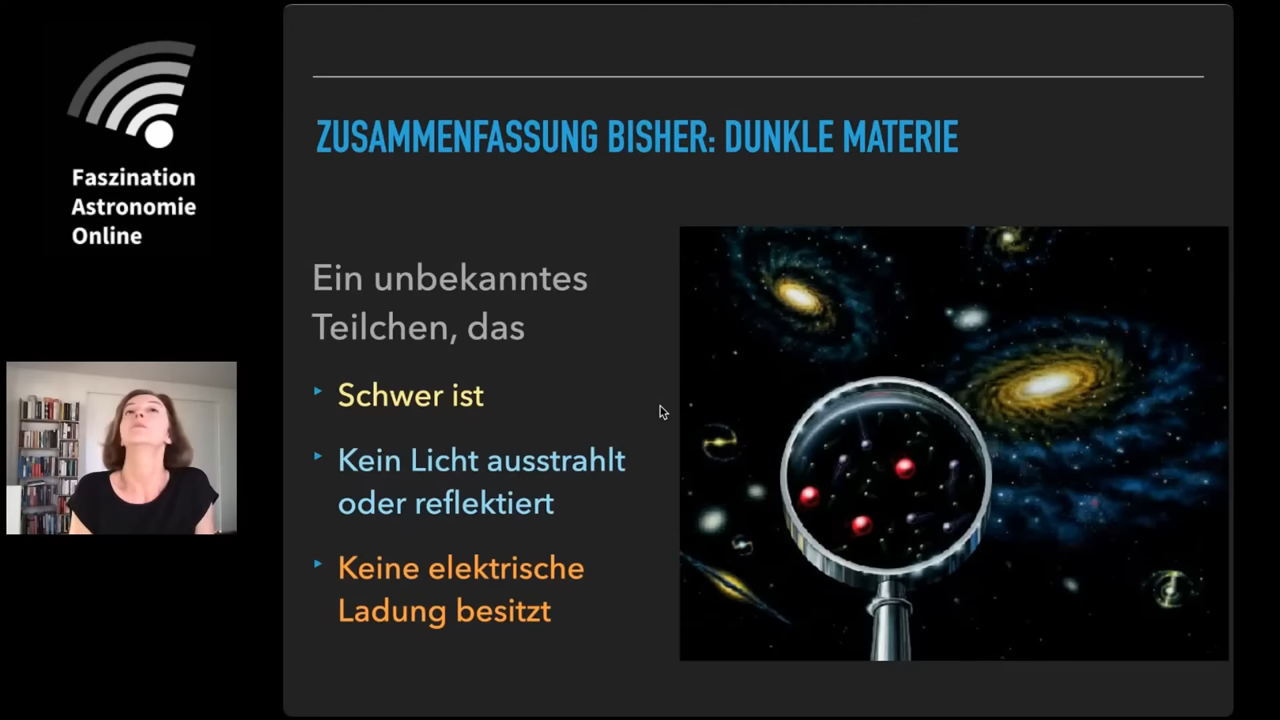 Faszination
Astronomie
Online
ZUSAMMENFASSUNG BISHER: DUNKLE MATERIE
Ein unbekanntes
Teilchen, das
Schwer ist
Kein Licht ausstrahlt
oder reflektiert
Keine elektrische
Ladung besitzt